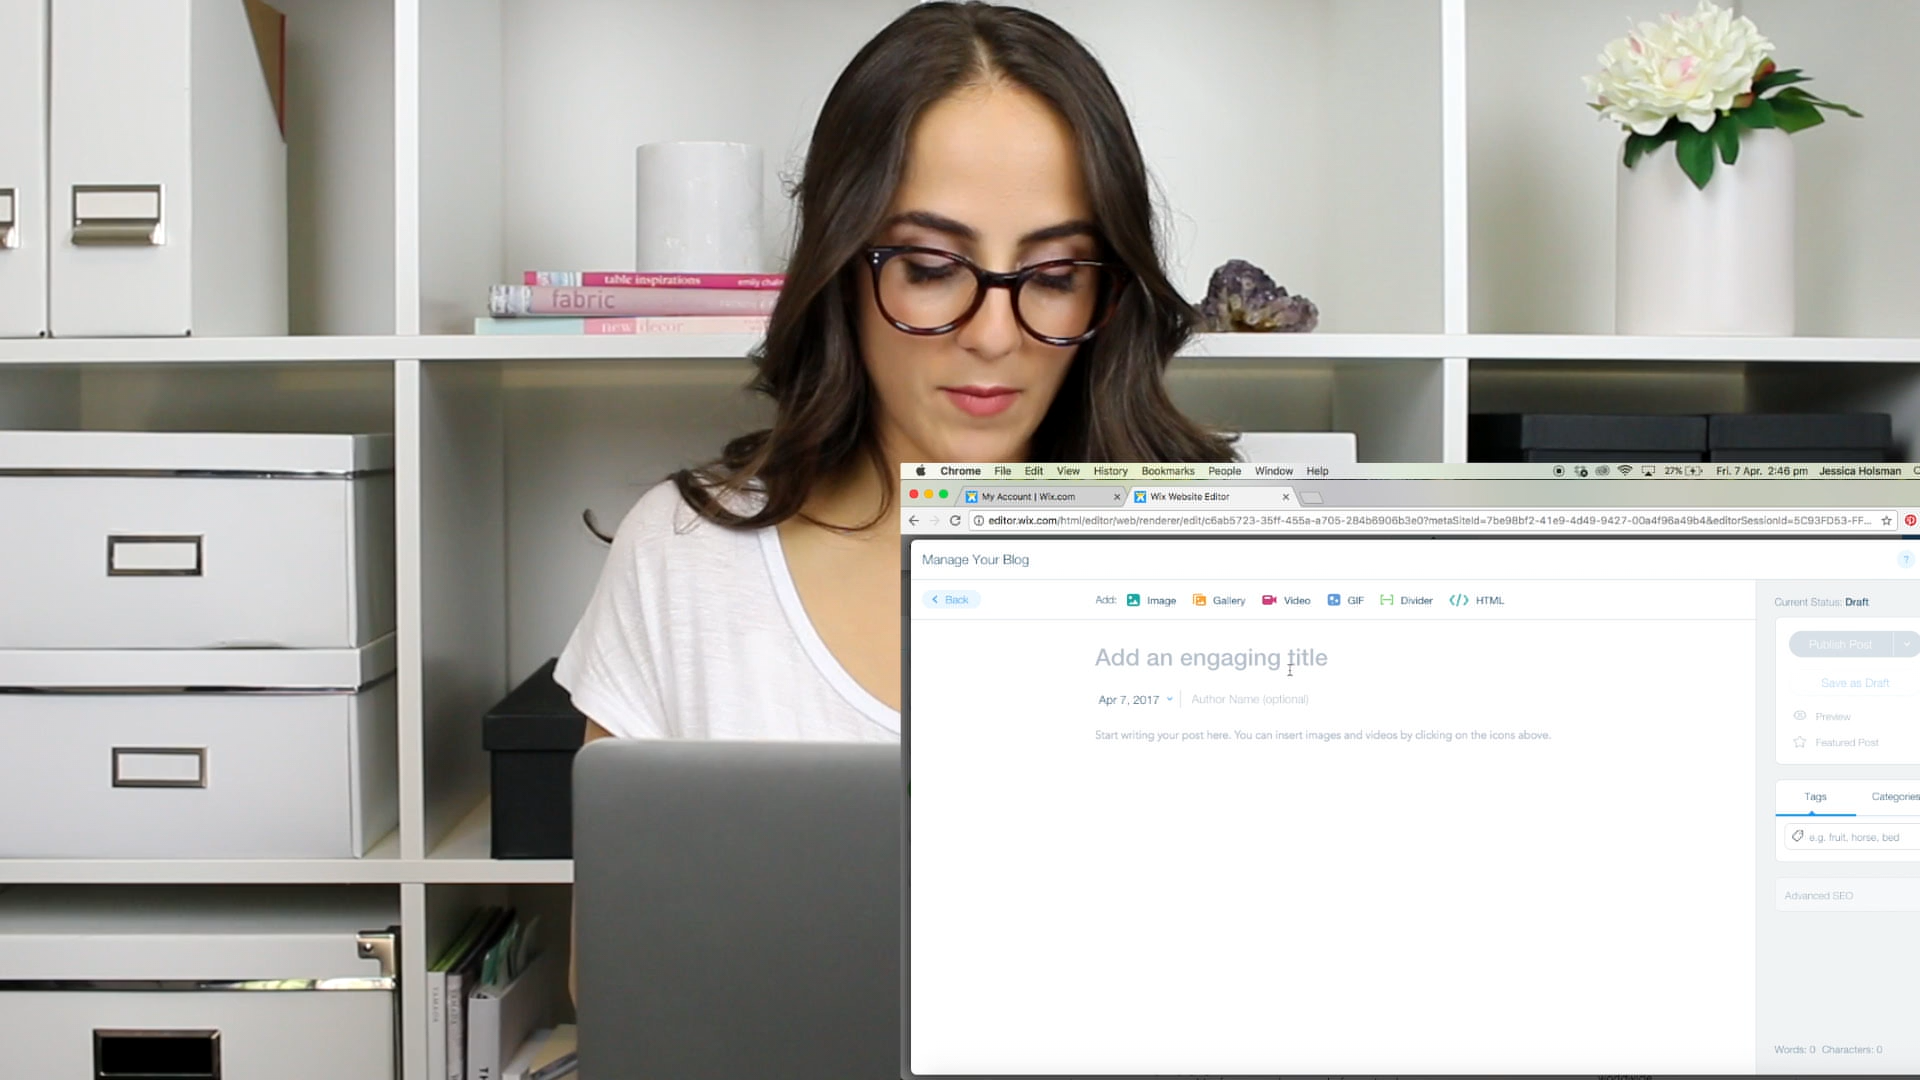 table inspirations
emily chalm
fabric
new decor
Chrome File Edit View History Bookmarks People Window Help
27%
Fri. 7 Apr. 2:46 pm Jessica Holsman
My Account | Wix.com
Wix Website Editor
editor.wix.com/html/editor/web/renderer/edit/c6ab5723-35ff-455a-a705-284b6906b3e0?metaSiteId=7be98bf2-41e9-4d49-9427-00a4f96a49b4&editorSessionId=5C93FD53-FF...
Manage Your Blog
?
Back
Add: Image Gallery Video GIF Divider HTML
Current Status: Draft
Add an engaging title
Publish Post
Apr 7, 2017
Author Name (optional)
Save as Draft
Start writing your post here. You can insert images and videos by clicking on the icons above.
Preview
Featured Post
Tags
Categories
e.g. fruit, horse, bed
Advanced SEO
Words: 0 Characters: 0